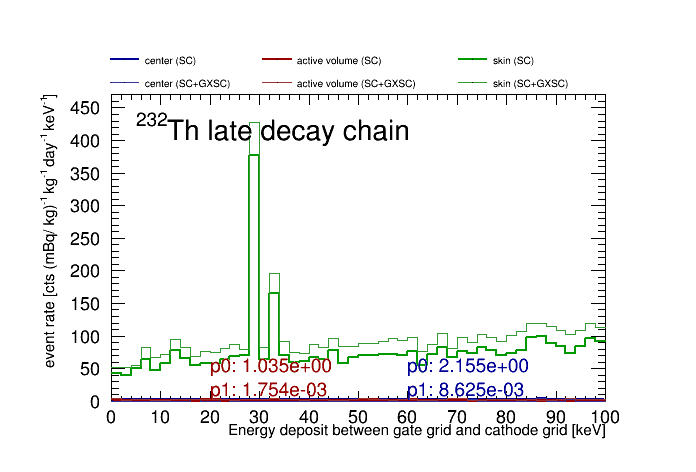 center (SC) active volume (SC) skin (SC)
center (SC+GXSC) active volume (SC+GXSC) skin (SC+GXSC)
event rate [cts (mBq/ kg)⁻¹ kg⁻¹ day⁻¹ keV⁻¹]
²³²Th late decay chain
450
400
350
300
250
200
150
100
50
0
p0: 1.035e+00 p0: 2.155e+00
p1: 1.754e-03 p1: 8.625e-03
0 10 20 30 40 50 60 70 80 90 100
Energy deposit between gate grid and cathode grid [keV]